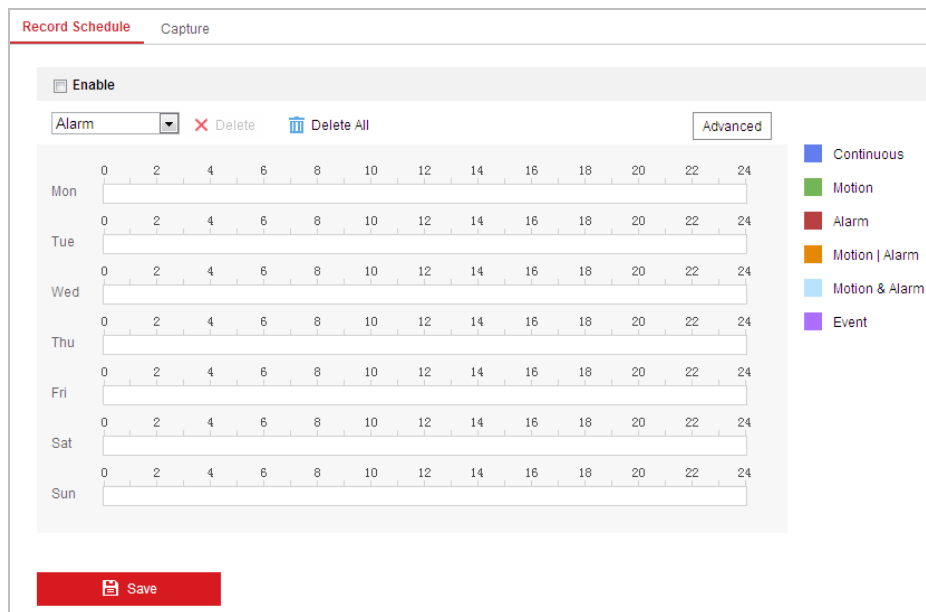 Record Schedule Capture
Enable
Alarm Delete Delete All Advanced
0 2 4 6 8 10 12 14 16 18 20 22 24
Mon
0 2 4 6 8 10 12 14 16 18 20 22 24
Tue
0 2 4 6 8 10 12 14 16 18 20 22 24
Wed
0 2 4 6 8 10 12 14 16 18 20 22 24
Thu
0 2 4 6 8 10 12 14 16 18 20 22 24
Fri
0 2 4 6 8 10 12 14 16 18 20 22 24
Sat
0 2 4 6 8 10 12 14 16 18 20 22 24
Sun
Continuous
Motion
Alarm
Motion | Alarm
Motion & Alarm
Event
Save